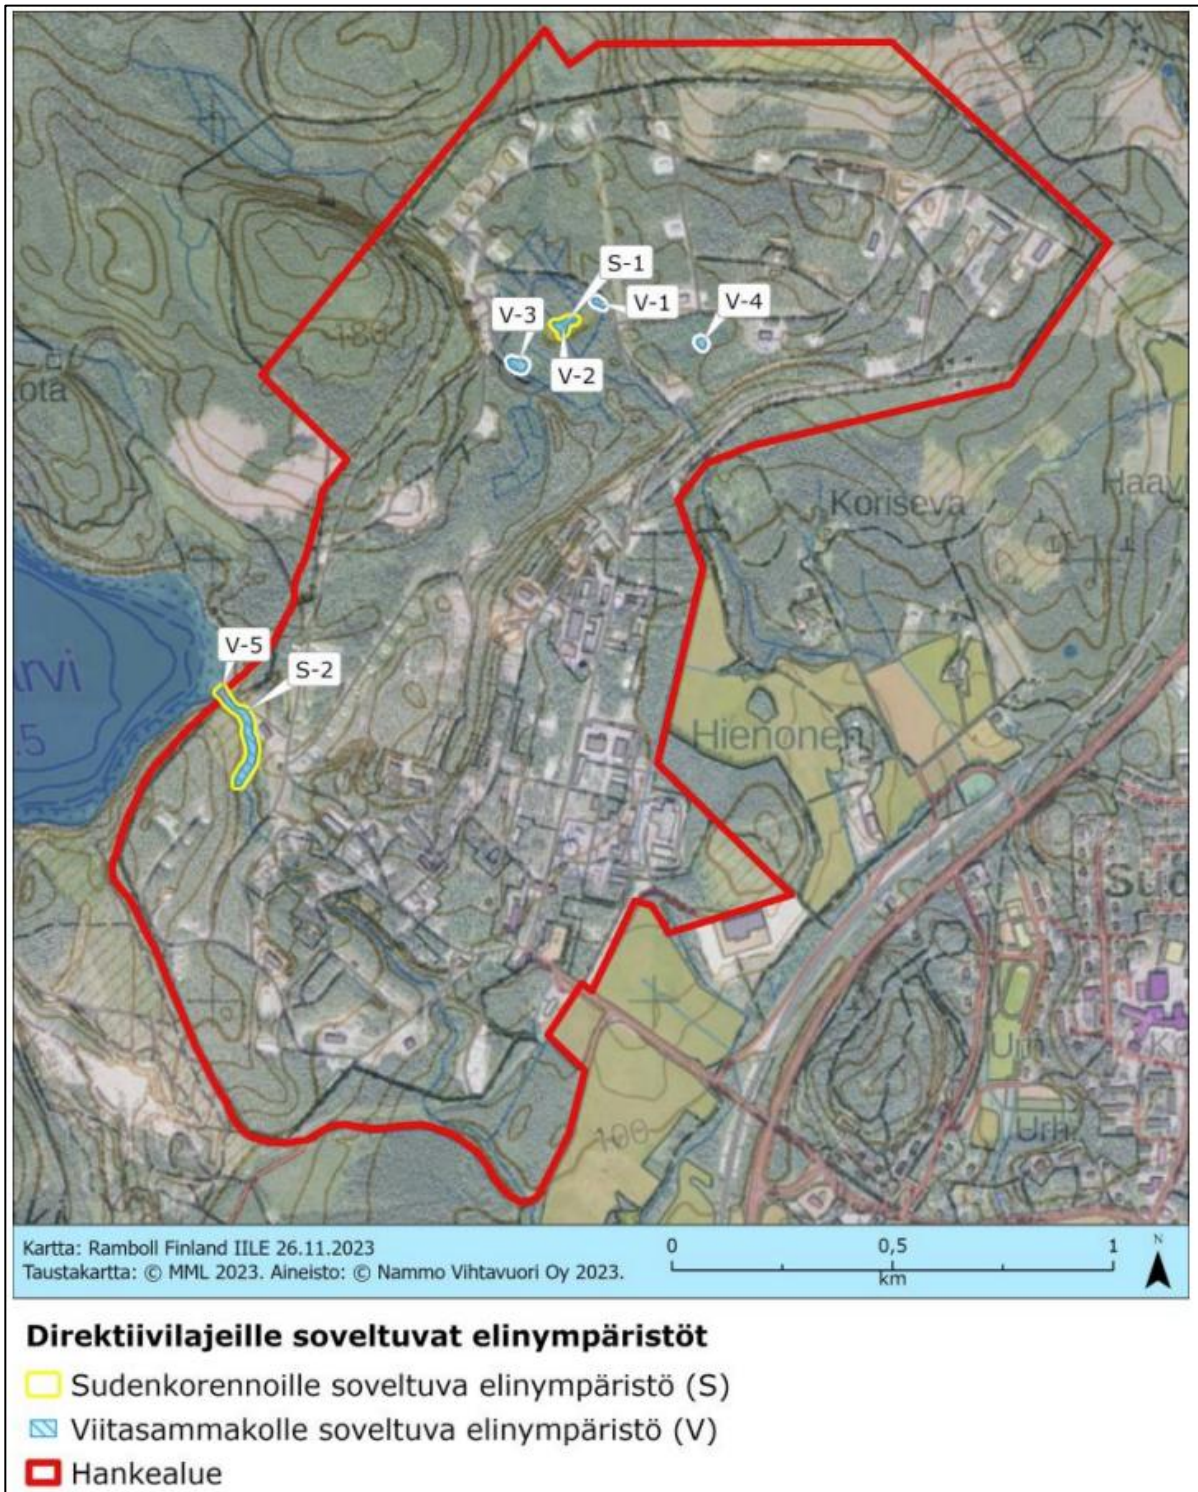 S-1
V-1
V-4
V-3
V-2
Koriseva
V-5
S-2
Hienonen
100
Kartta: Ramboll Finland IILE 26.11.2023
Taustakartta: © MML 2023. Aineisto: © Nammo Vihtavuori Oy 2023.
0 0,5 1
km
N
Direktiivilajeille soveltuvat elinympäristöt
Sudenkorennoille soveltuva elinympäristö (S)
Viitasammakolle soveltuva elinympäristö (V)
Hankealue